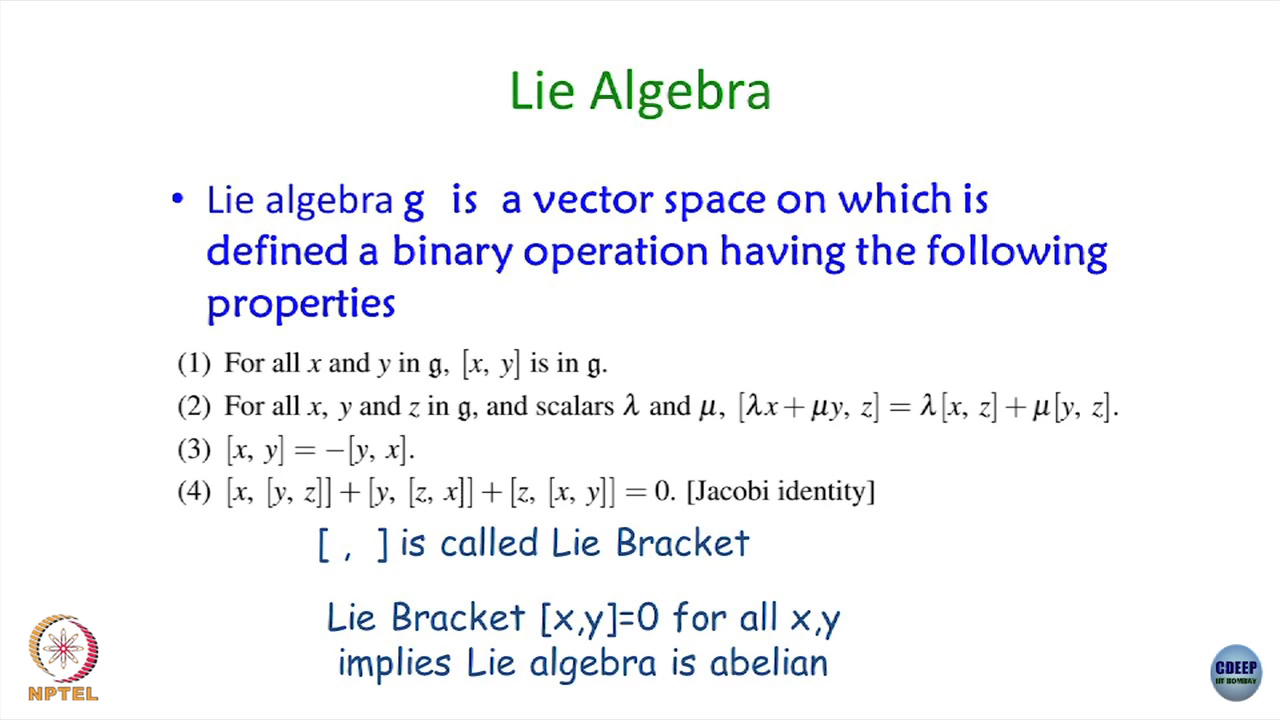 Lie Algebra
• Lie algebra g is a vector space on which is
defined a binary operation having the following
properties
(1) For all x and y in 𝔤, [x, y] is in 𝔤.
(2) For all x, y and z in 𝔤, and scalars λ and μ, [λx+μy, z] = λ[x, z]+μ[y, z].
(3) [x, y] = −[y, x].
(4) [x, [y, z]]+[y, [z, x]]+[z, [x, y]] = 0. [Jacobi identity]
[ , ] is called Lie Bracket
Lie Bracket [x,y]=0 for all x,y
implies Lie algebra is abelian
NPTEL
CDEEP
IIT BOMBAY